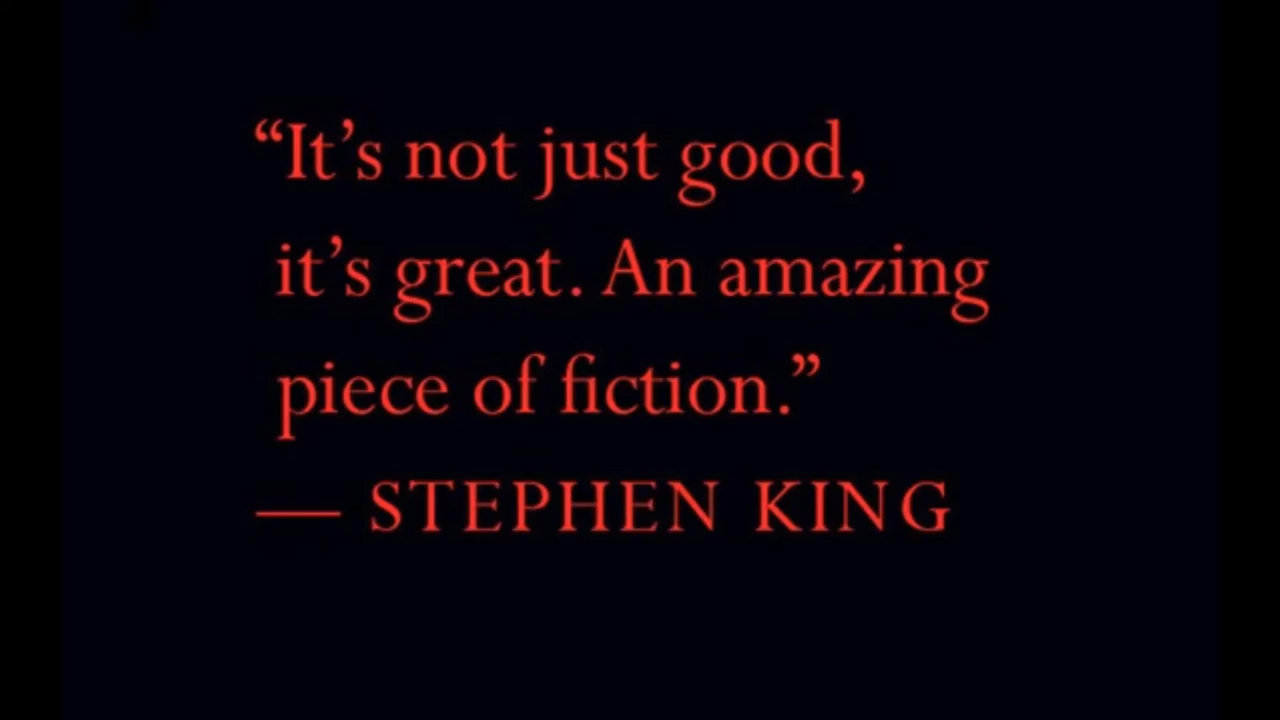 “It’s not just good,
it’s great. An amazing
piece of fiction.”
— STEPHEN KING